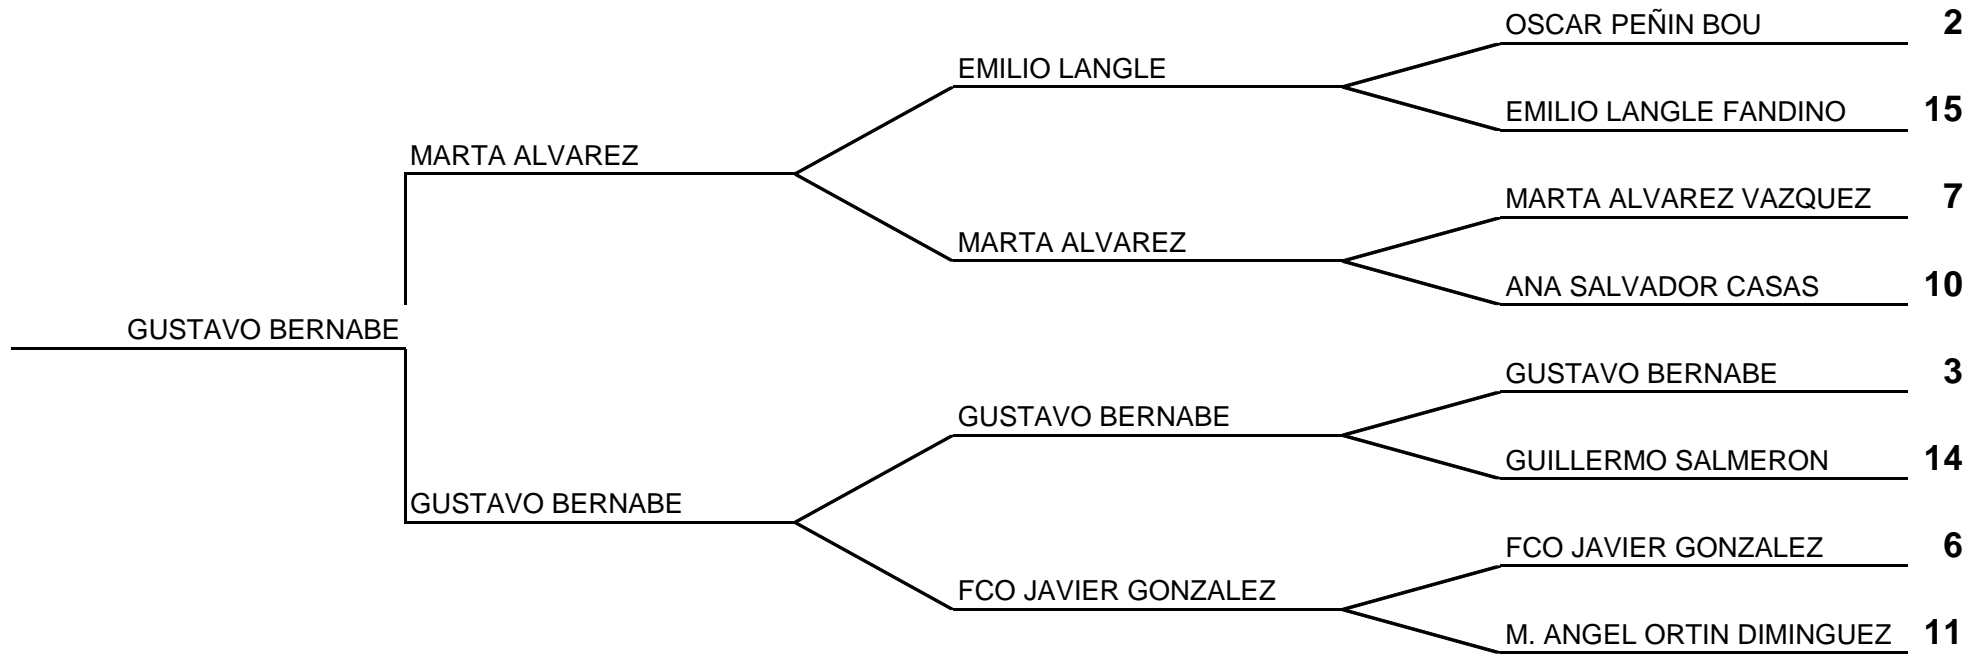 OSCAR PEÑIN BOU 2
EMILIO LANGLE
EMILIO LANGLE FANDINO 15
MARTA ALVAREZ
MARTA ALVAREZ VAZQUEZ 7
MARTA ALVAREZ
ANA SALVADOR CASAS 10
GUSTAVO BERNABE
GUSTAVO BERNABE 3
GUSTAVO BERNABE
GUILLERMO SALMERON 14
GUSTAVO BERNABE
FCO JAVIER GONZALEZ 6
FCO JAVIER GONZALEZ
M. ANGEL ORTIN DIMINGUEZ 11